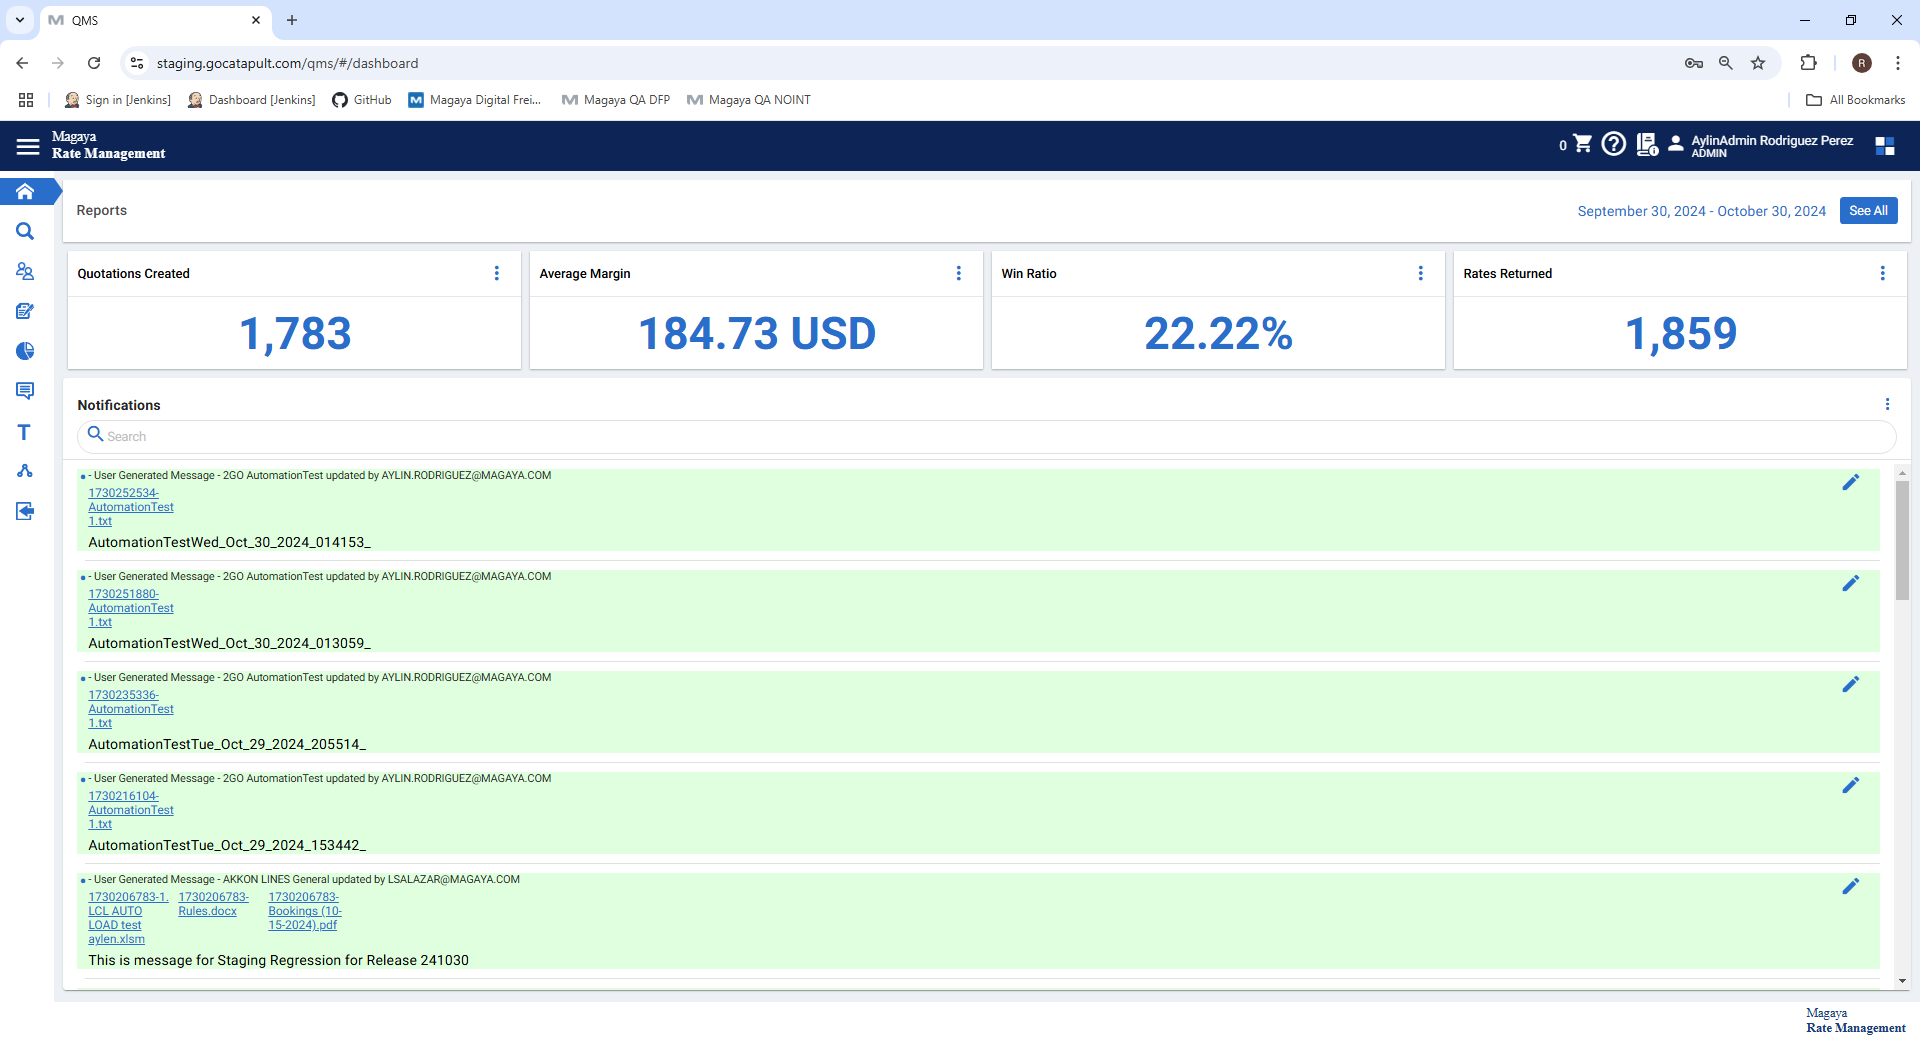 QMS
staging.gocatapult.com/qms/#/dashboard
R
Sign in [Jenkins]
Dashboard [Jenkins]
GitHub
Magaya Digital Frei...
Magaya QA DFP
Magaya QA NOINT
All Bookmarks
Magaya
Rate Management
0
AylinAdmin Rodriguez Perez
ADMIN
Reports
September 30, 2024 - October 30, 2024
See All
Quotations Created
Average Margin
Win Ratio
Rates Returned
1,783
184.73 USD
22.22%
1,859
Notifications
Search
- User Generated Message - 2GO AutomationTest updated by AYLIN.RODRIGUEZ@MAGAYA.COM
1730252534-
AutomationTest
1.txt
AutomationTestWed_Oct_30_2024_014153_
- User Generated Message - 2GO AutomationTest updated by AYLIN.RODRIGUEZ@MAGAYA.COM
1730251880-
AutomationTest
1.txt
AutomationTestWed_Oct_30_2024_013059_
- User Generated Message - 2GO AutomationTest updated by AYLIN.RODRIGUEZ@MAGAYA.COM
1730235336-
AutomationTest
1.txt
AutomationTestTue_Oct_29_2024_205514_
- User Generated Message - 2GO AutomationTest updated by AYLIN.RODRIGUEZ@MAGAYA.COM
1730216104-
AutomationTest
1.txt
AutomationTestTue_Oct_29_2024_153442_
- User Generated Message - AKKON LINES General updated by LSALAZAR@MAGAYA.COM
1730206783-1.
LCL AUTO
LOAD test
aylen.xlsm
1730206783-
Rules.docx
1730206783-
Bookings (10-
15-2024).pdf
This is message for Staging Regression for Release 241030
Magaya
Rate Management